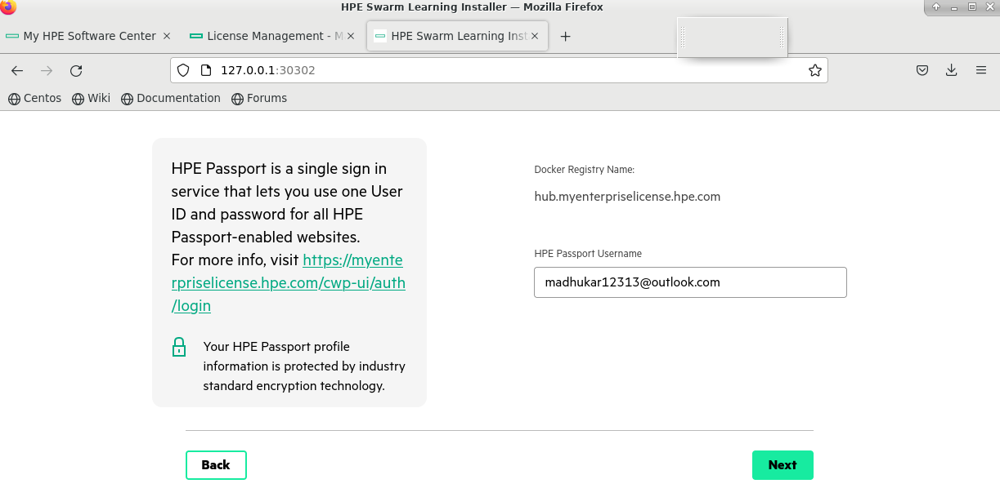 HPE Swarm Learning Installer — Mozilla Firefox
My HPE Software Center
License Management - M
HPE Swarm Learning Inst
127.0.0.1:30302
Centos
Wiki
Documentation
Forums
HPE Passport is a single sign in
service that lets you use one User
ID and password for all HPE
Passport-enabled websites.
For more info, visit https://myente
rpriselicense.hpe.com/cwp-ui/auth
/login
Your HPE Passport profile
information is protected by industry
standard encryption technology.
Docker Registry Name:
hub.myenterpriselicense.hpe.com
HPE Passport Username
madhukar12313@outlook.com
Back
Next